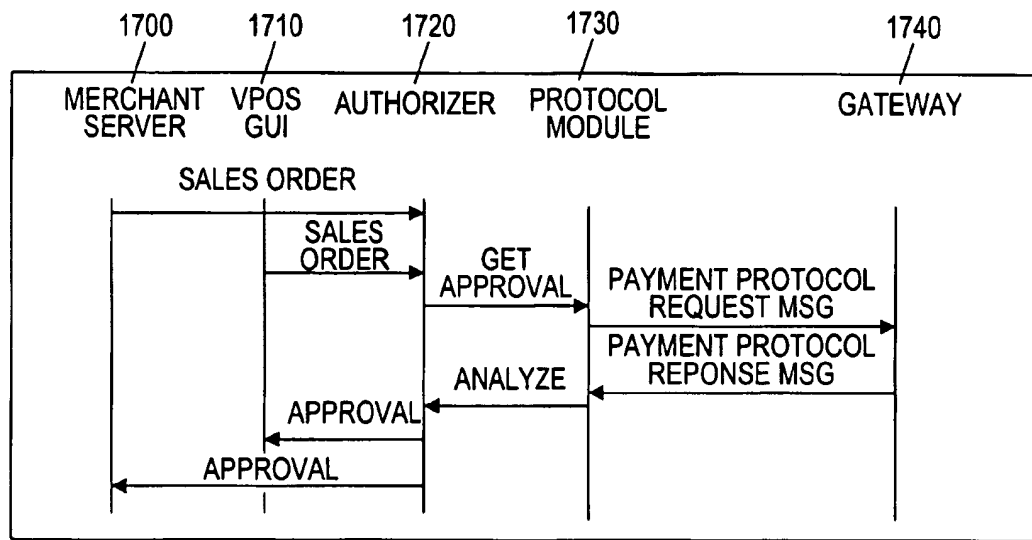 1700
1710
1720
1730
1740
MERCHANT
SERVER
VPOS
GUI
AUTHORIZER
PROTOCOL
MODULE
GATEWAY
SALES ORDER
SALES
ORDER
GET
APPROVAL
PAYMENT PROTOCOL
REQUEST MSG
PAYMENT PROTOCOL
REPONSE MSG
ANALYZE
APPROVAL
APPROVAL